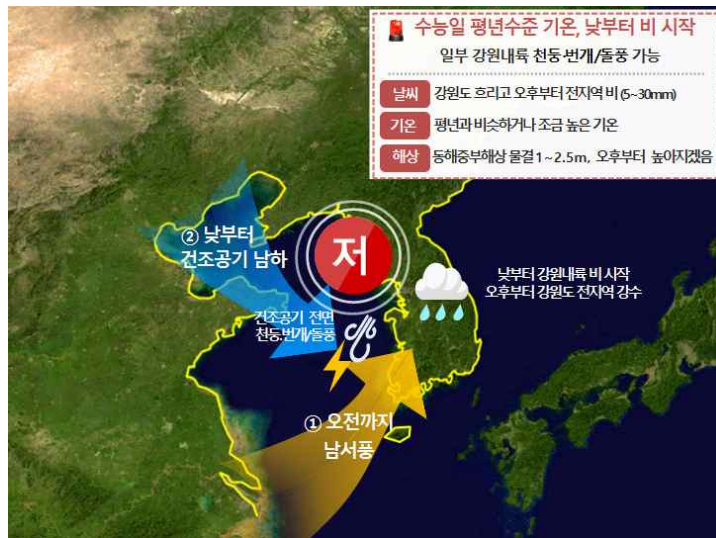 수능일 평년수준 기온, 낮부터 비 시작
일부 강원내륙 천둥·번개/돌풍 가능
날씨 강원도 흐리고 오후부터 전지역 비 (5~30mm)
기온 평년과 비슷하거나 조금 높은 기온
해상 동해중부해상 물결 1 ~ 2.5m, 오후부터 높아지겠음
② 낮부터
건조공기 남하
저
낮부터 강원내륙 비 시작
오후부터 강원도 전지역 강수
건조공기 전면
천둥·번개/돌풍
① 오전까지
남서풍